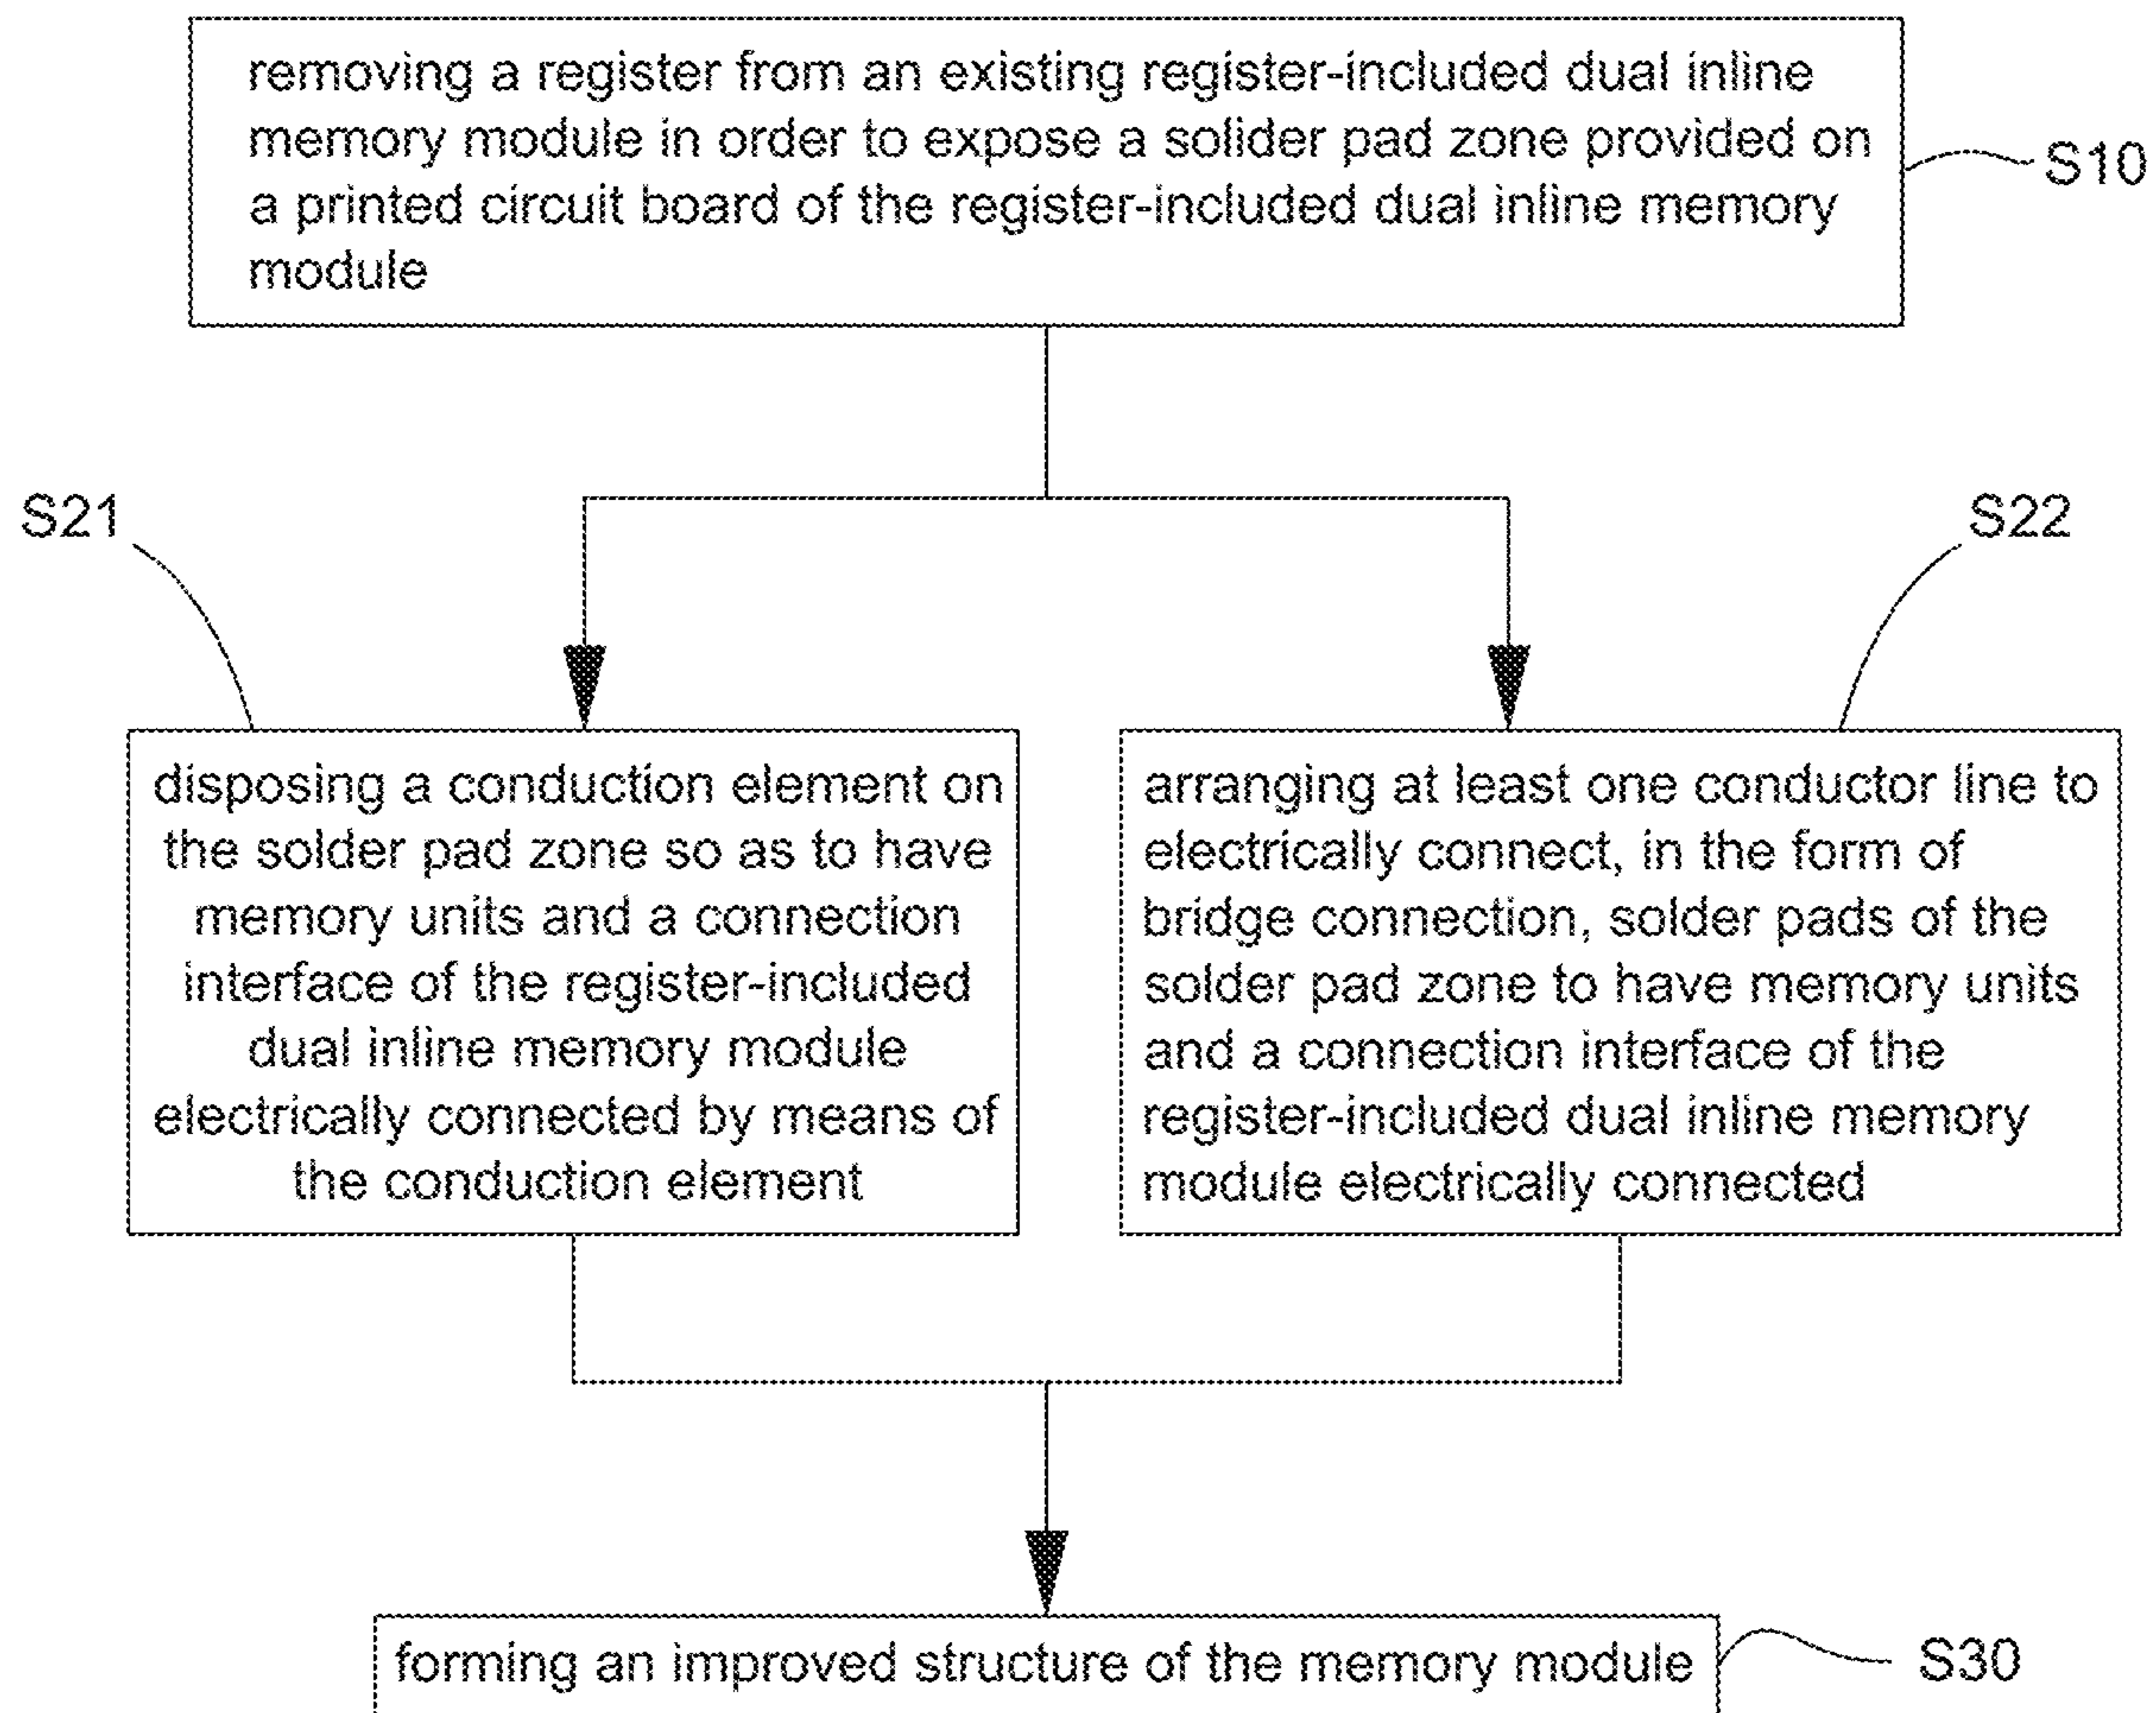 removing a register from an existing register-included dual inline
memory module in order to expose a solider pad zone provided on
a printed circuit board of the register-included dual inline memory
module
S10
S21
S22
disposing a conduction element on
the solder pad zone so as to have
memory units and a connection
interface of the register-included
dual inline memory module
electrically connected by means of
the conduction element
arranging at least one conductor line to
electrically connect, in the form of
bridge connection, solder pads of the
solder pad zone to have memory units
and a connection interface of the
register-included dual inline memory
module electrically connected
forming an improved structure of the memory module
S30